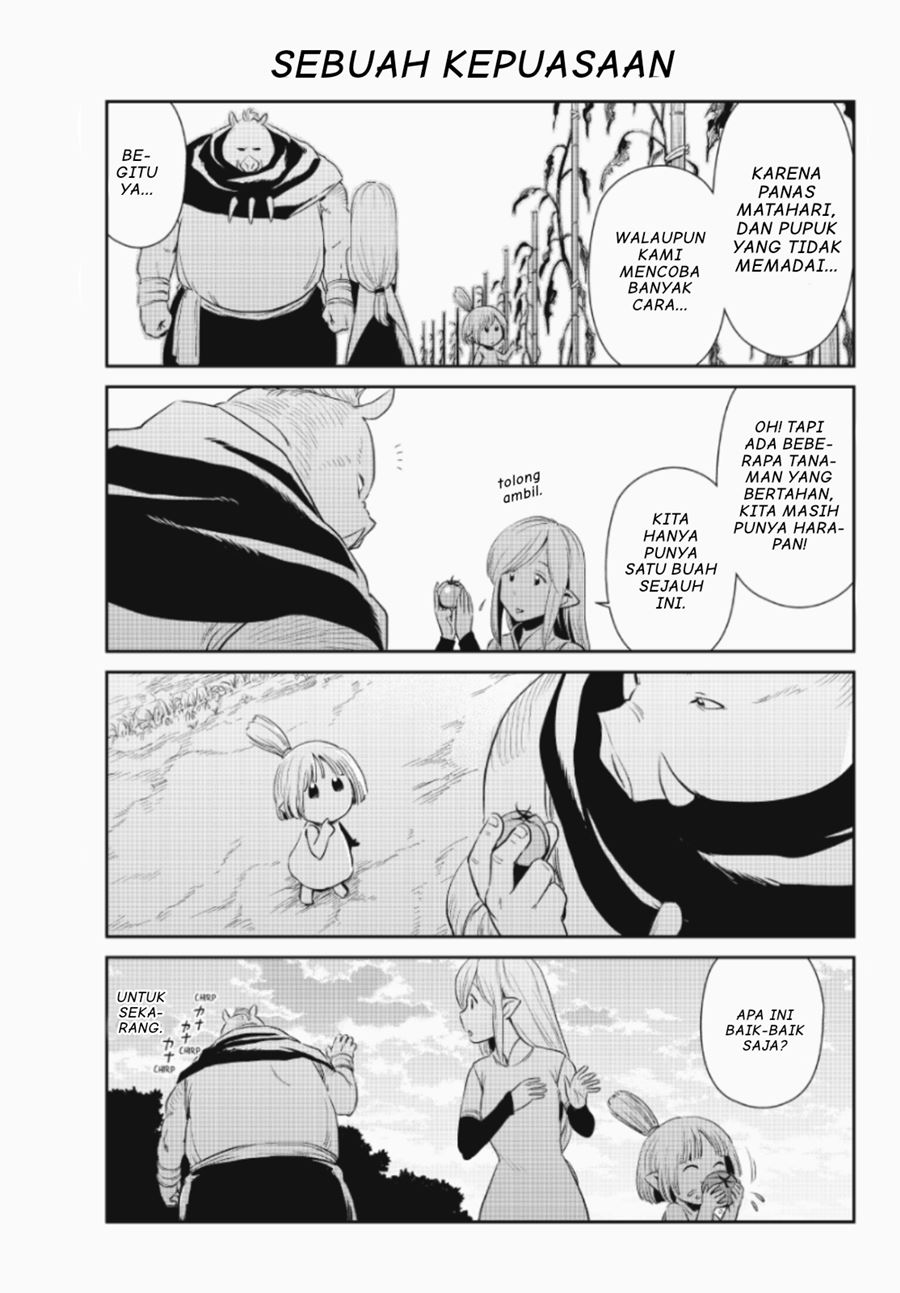 SEBUAH KEPUASAAN
KARENA
PANAS
MATAHARI,
DAN PUPUK
YANG TIDAK
MEMADAI...
WALAUPUN
KAMI
MENCOBA
BANYAK
CARA...
BE-
GITU
YA...
OH! TAPI
ADA BEBE-
RAPA TANA-
MAN YANG
BERTAHAN,
KITA MASIH
PUNYA HARA-
PAN!
KITA
HANYA
PUNYA
SATU BUAH
SEJAUH
INI.
tolong
ambil.
APA INI
BAIK-BAIK
SAJA?
UNTUK
SEKA-
RANG.
CHIRP
カナ
カナ
CHIRP
カナ
CHIRP